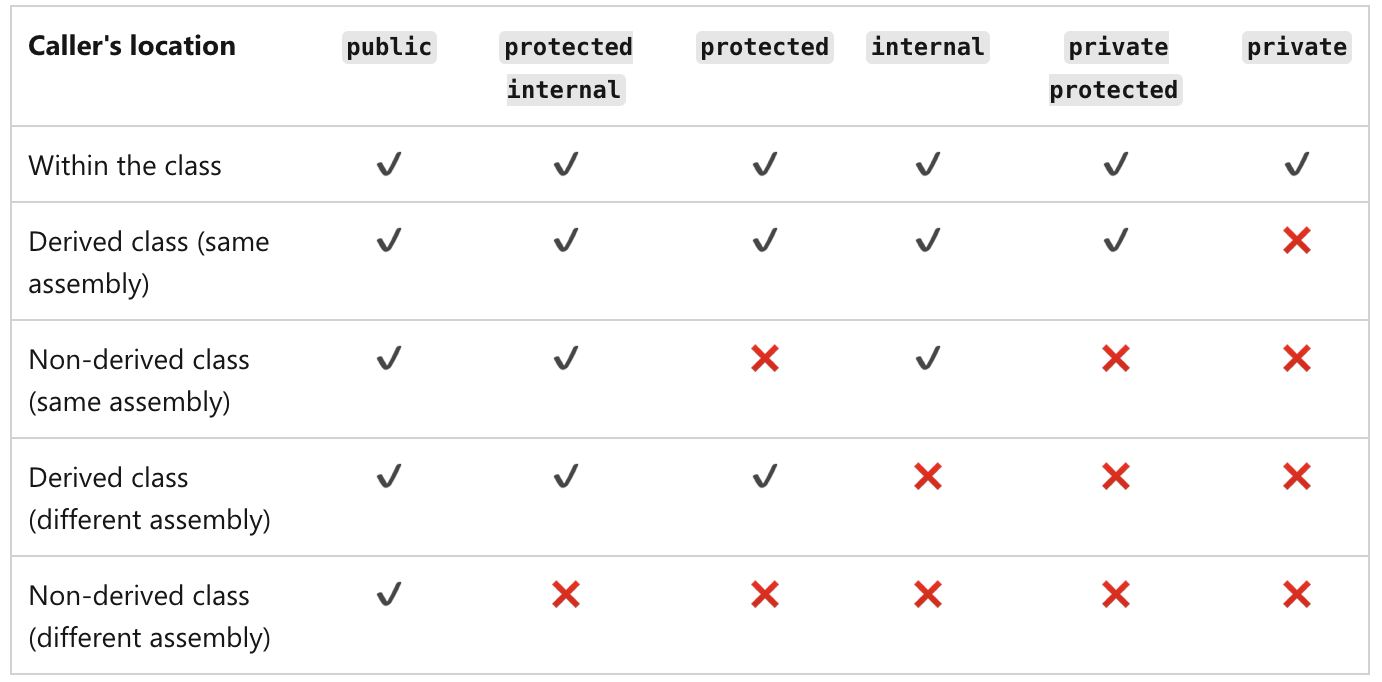 Caller's location public protected internal protected internal private protected private
Within the class ✔ ✔ ✔ ✔ ✔ ✔
Derived class (same assembly) ✔ ✔ ✔ ✔ ✔ ❌
Non-derived class (same assembly) ✔ ✔ ❌ ✔ ❌ ❌
Derived class (different assembly) ✔ ✔ ✔ ❌ ❌ ❌
Non-derived class (different assembly) ✔ ❌ ❌ ❌ ❌ ❌